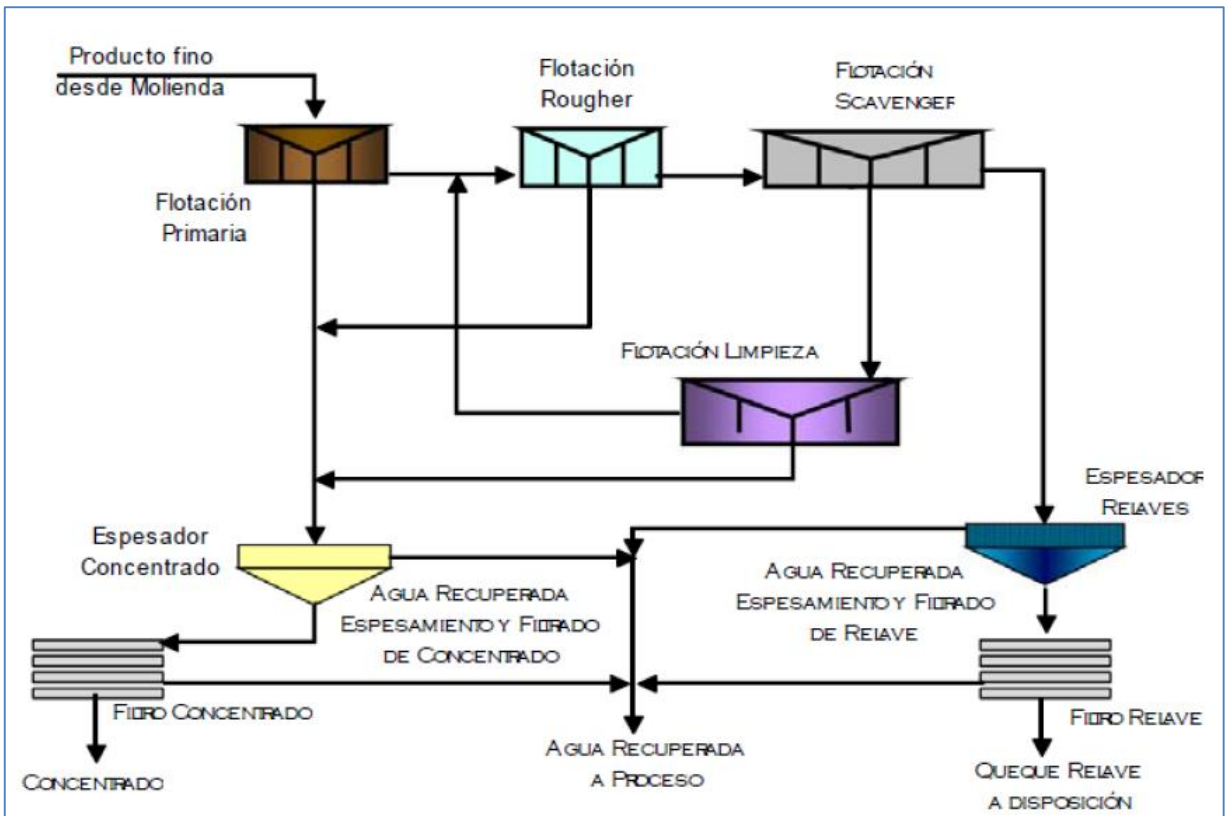 Producto fino
desde Molienda
Flotación
Rougher
FLOTACIÓN
SCAVENGER
Flotación
Primaria
FLOTACIÓN LIMPIEZA
ESPESADOR
RELAVES
Espesador
Concentrado
AGUA RECUPERADA
ESPESAMIENTO Y FILTRADO
DE CONCENTRADO
AGUA RECUPERADA
ESPESAMIENTO Y FILTRADO
DE RELAVE
FILTRO CONCENTRADO
FILTRO RELAVE
CONCENTRADO
AGUA RECUPERADA
A PROCESO
QUEQUE RELAVE
A DISPOSICIÓN